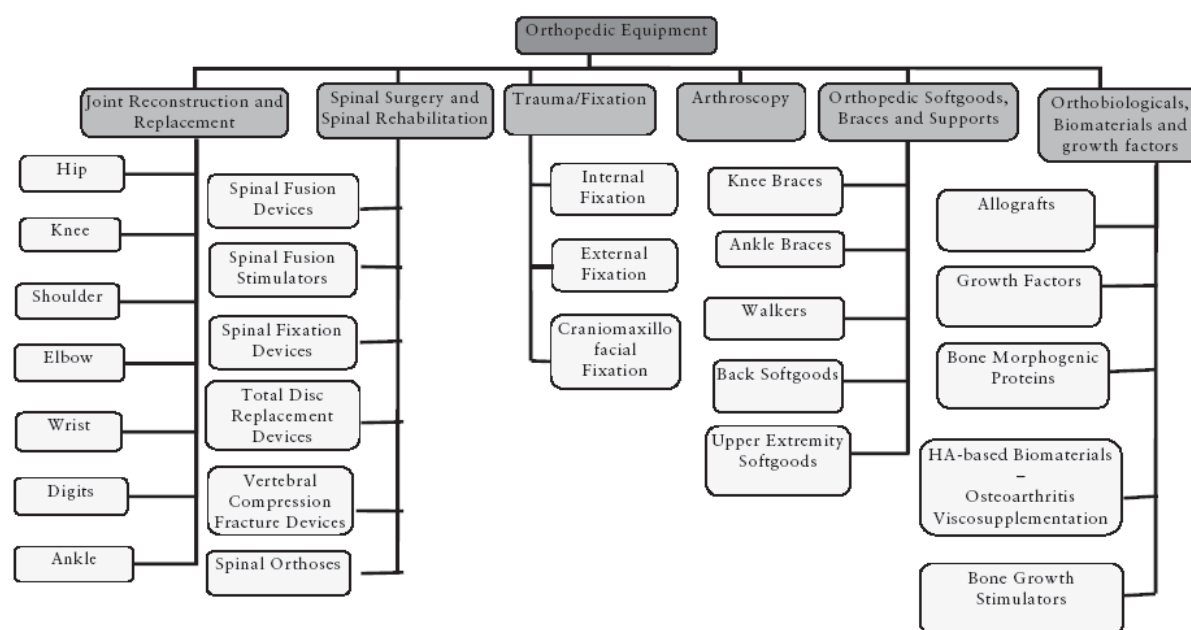 Orthopedic Equipment
Joint Reconstruction and
Replacement
Hip
Knee
Shoulder
Elbow
Wrist
Digits
Ankle
Spinal Surgery and
Spinal Rehabilitation
Spinal Fusion
Devices
Spinal Fusion
Stimulators
Spinal Fixation
Devices
Total Disc
Replacement
Devices
Vertebral
Compression
Fracture Devices
Spinal Orthoses
Trauma/Fixation
Internal
Fixation
External
Fixation
Craniomaxillo
facial
Fixation
Arthroscopy
Orthopedic Softgoods,
Braces and Supports
Knee Braces
Ankle Braces
Walkers
Back Softgoods
Upper Extremity
Softgoods
Orthobiologicals,
Biomaterials and
growth factors
Allografts
Growth Factors
Bone Morphogenic
Proteins
HA-based Biomaterials
–
Osteoarthritis
Viscosupplementation
Bone Growth
Stimulators